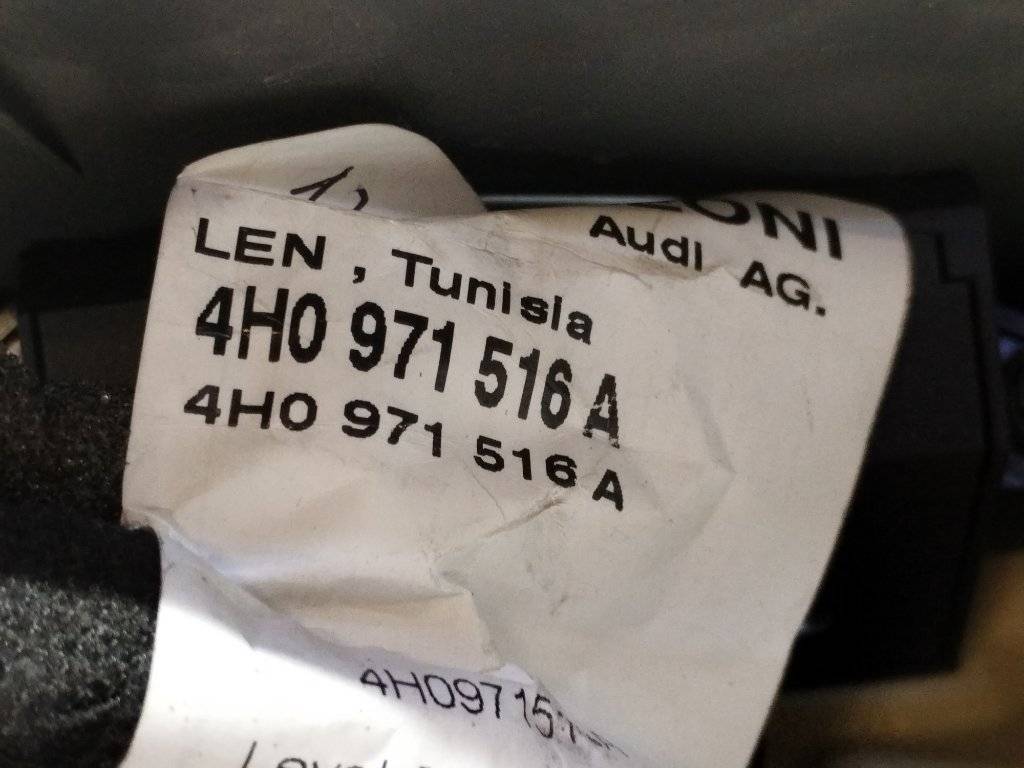 Audi AG.
LEN , Tunisia
4H0 971 516 A
4H0 971 516 A